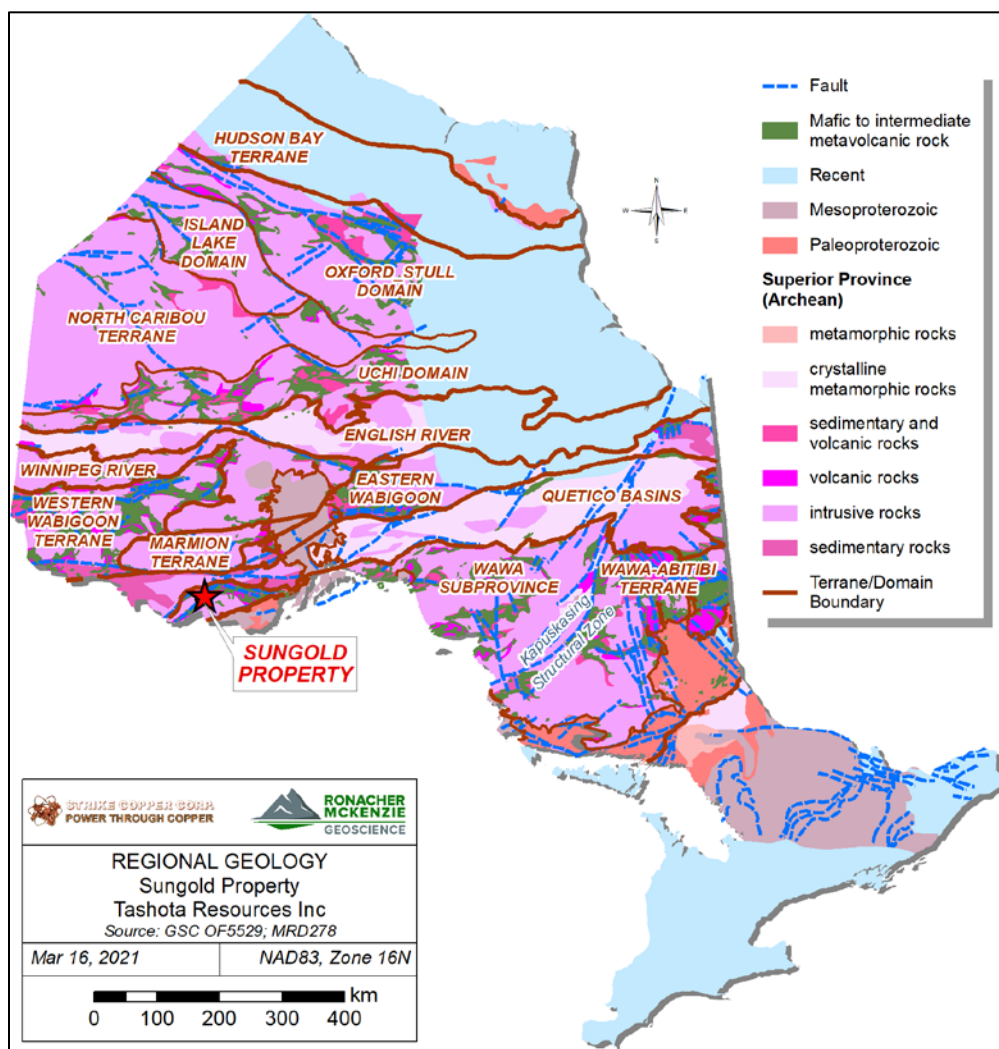 HUDSON BAY
TERRANE
ISLAND
LAKE
DOMAIN
OXFORD_STULL
DOMAIN
NORTH CARIBOU
TERRANE
UCHI DOMAIN
ENGLISH RIVER
WINNIPEG RIVER
EASTERN
WABIGOON
WESTERN
WABIGOON
TERRANE
QUETICO BASINS
MARMION
TERRANE
WAWA
SUBPROVINCE
WAWA-ABITIBI
TERRANE
Kapuskasing
Structural Zone
SUNGOLD
PROPERTY
N
W E
S
Fault
Mafic to intermediate
metavolcanic rock
Recent
Mesoproterozoic
Paleoproterozoic
Superior Province
(Archean)
metamorphic rocks
crystalline
metamorphic rocks
sedimentary and
volcanic rocks
volcanic rocks
intrusive rocks
sedimentary rocks
Terrane/Domain
Boundary
STRIKE COPPER CORP.
POWER THROUGH COPPER
RONACHER
MCKENZIE
GEOSCIENCE
REGIONAL GEOLOGY
Sungold Property
Tashota Resources Inc
Source: GSC OF5529; MRD278
Mar 16, 2021 NAD83, Zone 16N
km
0 100 200 300 400